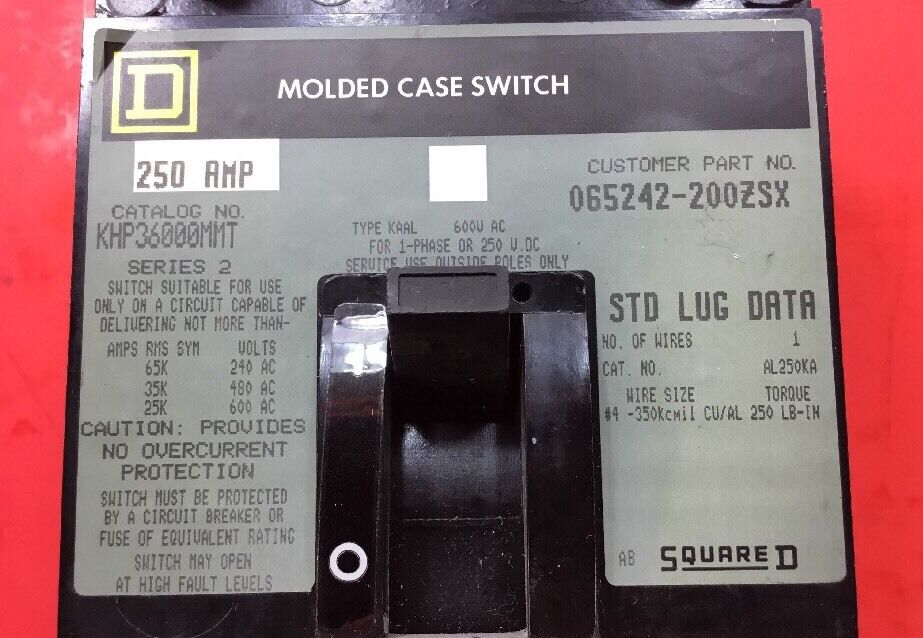 D
MOLDED CASE SWITCH
250 AMP
CATALOG NO.
KHP36000MMT
SERIES 2
SWITCH SUITABLE FOR USE
ONLY ON A CIRCUIT CAPABLE OF
DELIVERING NOT MORE THAN-
AMPS RMS SYM VOLTS
65K 240 AC
35K 480 AC
25K 600 AC
CAUTION: PROVIDES
NO OVERCURRENT
PROTECTION
SWITCH MUST BE PROTECTED
BY A CIRCUIT BREAKER OR
FUSE OF EQUIVALENT RATING
SWITCH MAY OPEN
AT HIGH FAULT LEVELS
TYPE KAAL 600V AC
FOR 1-PHASE OR 250 V.DC
SERVICE USE OUTSIDE POLES ONLY
CUSTOMER PART NO.
065242-200ZSX
STD LUG DATA
NO. OF WIRES 1
CAT. NO. AL250KA
WIRE SIZE TORQUE
#4 -350kcmil CU/AL 250 LB-IN
O
AB SQUARE D